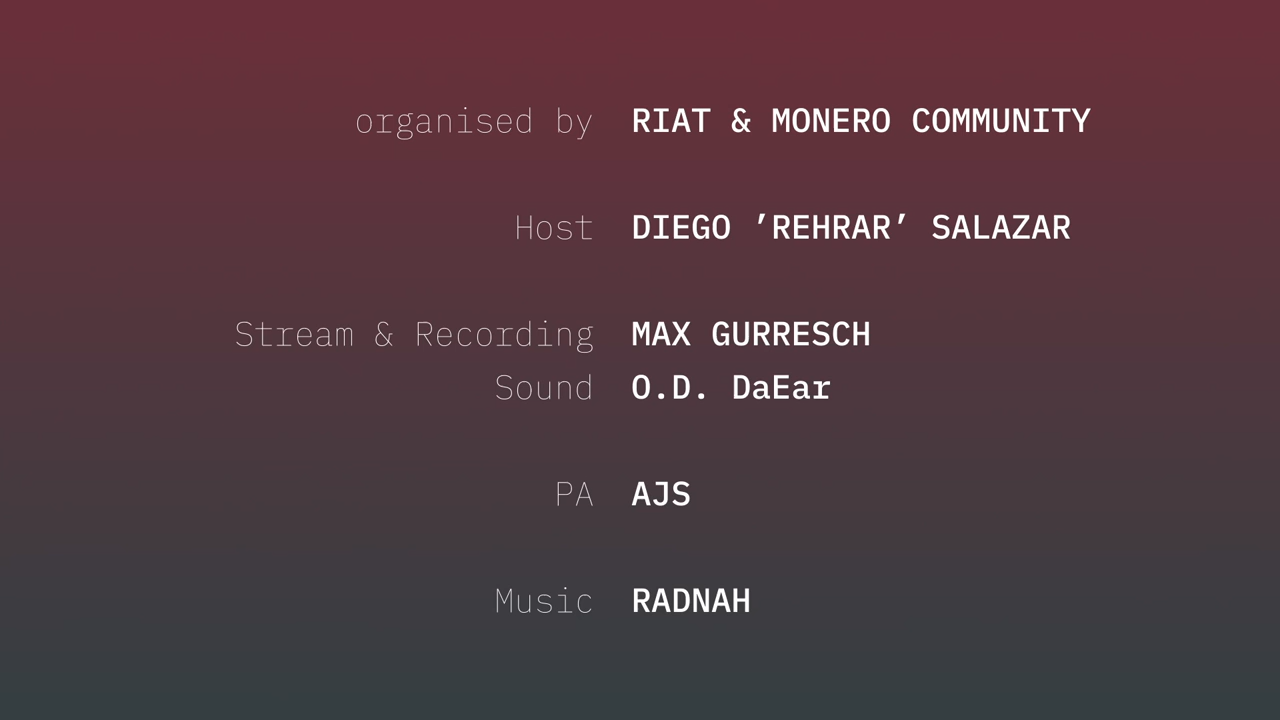 organised by RIAT & MONERO COMMUNITY
Host DIEGO ’REHRAR’ SALAZAR
Stream & Recording MAX GURRESCH
Sound O.D. DaEar
PA AJS
Music RADNAH